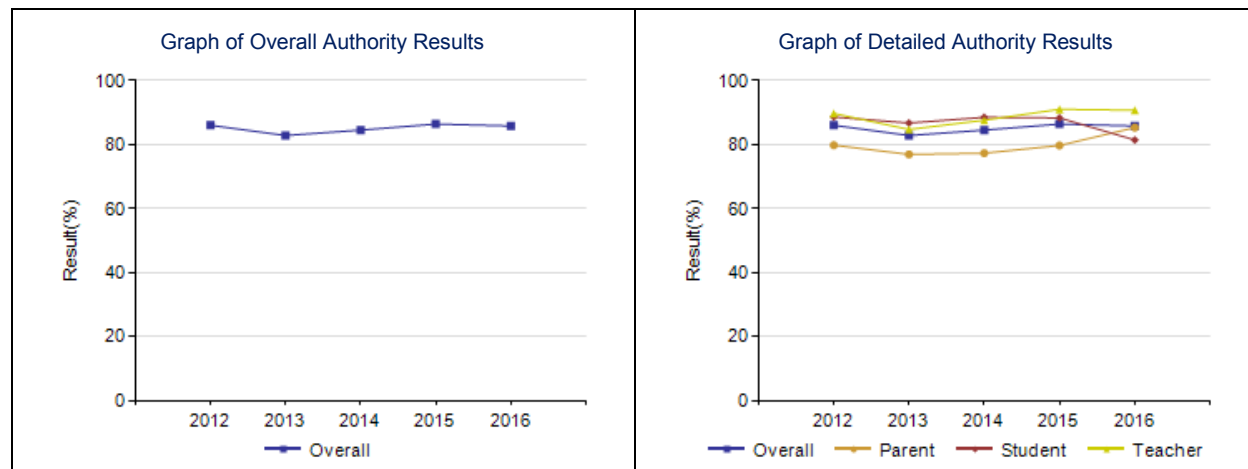 Graph of Overall Authority Results
100
80
60
40
20
0
Result(%)
2012 2013 2014 2015 2016
Overall
Graph of Detailed Authority Results
100
80
60
40
20
0
Result(%)
2012 2013 2014 2015 2016
Overall Parent Student Teacher